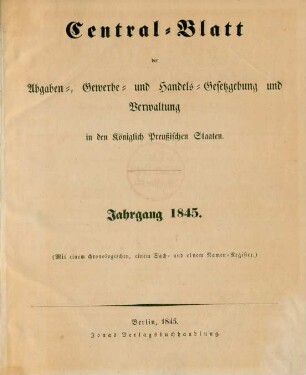 Central-Blatt
der
Abgaben-, Gewerbe- und Handels-Gesetzgebung und
Verwaltung
in den Königlich Preußischen Staaten.
Jahrgang 1845.
(Mit einem chronologischen, einem Sach- und einem Namen-Register.)
Berlin, 1845.
Jonas Verlagsbuchhandlung.